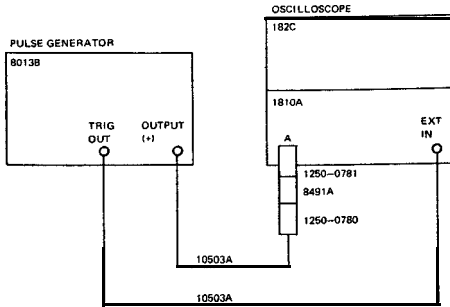 OSCILLOSCOPE
182C
PULSE GENERATOR
8013B
1810A
TRIG
OUT
OUTPUT
(+)
A
EXT
IN
1250-0781
8491A
1250-0780
10503A
10503A